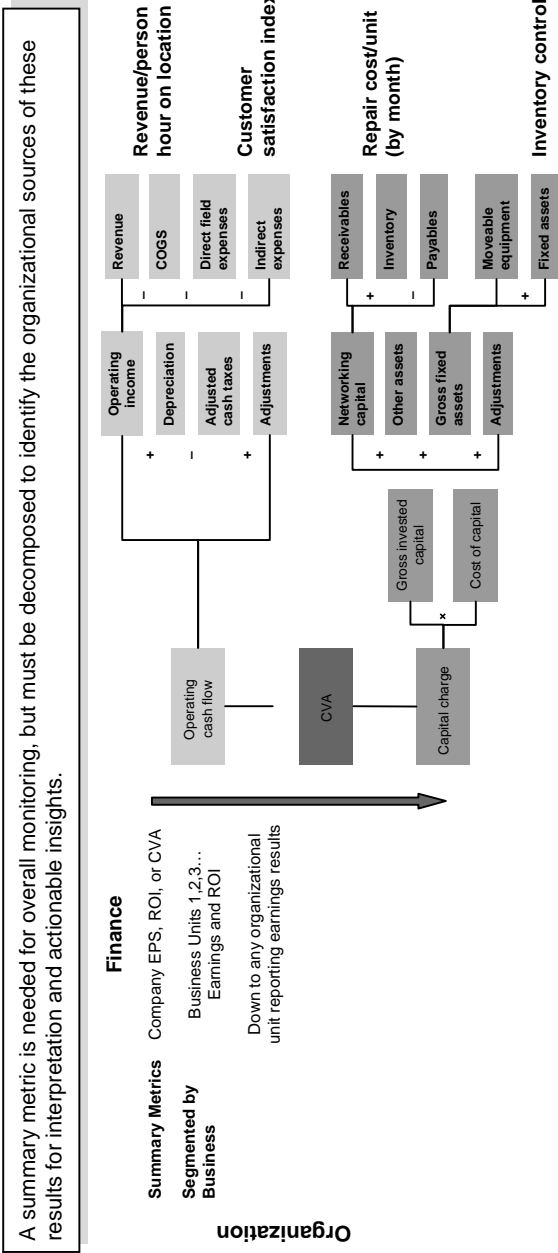 A summary metric is needed for overall monitoring, but must be decomposed to identify the organizational sources of these
results for interpretation and actionable insights.
Organization
Finance
Summary Metrics
Company EPS, ROI, or CVA
Segmented by
Business
Business Units 1,2,3…
Earnings and ROI
Down to any organizational
unit reporting earnings results
Operating
cash flow
CVA
Capital charge
Gross invested
capital
×
Cost of capital
Operating
income
+
Depreciation
–
Adjusted
cash taxes
+
Adjustments
Revenue
–
COGS
–
Direct field
expenses
–
Indirect
expenses
Networking
capital
+
Other assets
+
Gross fixed
assets
+
Adjustments
Receivables
+
Inventory
–
Payables
Moveable
equipment
+
Fixed assets
Revenue/person
hour on location
Customer
satisfaction index
Repair cost/unit
(by month)
Inventory control